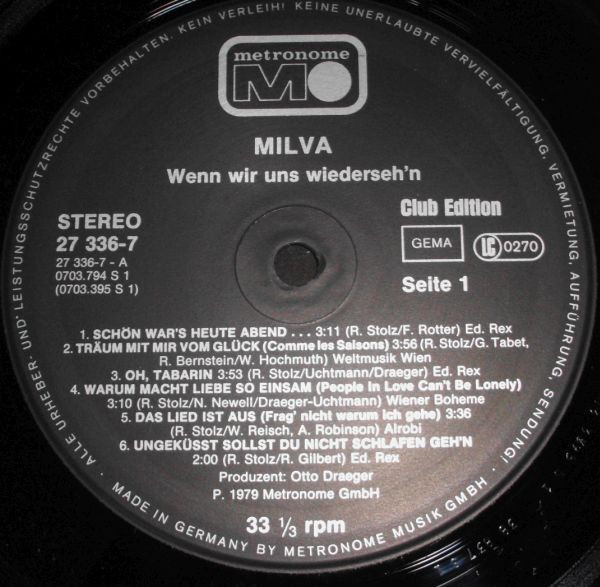 · ALLE URHEBER- UND LEISTUNGSSCHUTZRECHTE VORBEHALTEN. KEIN VERLEIH! KEINE UNERLAUBTE VERVIELFÄLTIGUNG, VERMIETUNG, AUFFÜHRUNG, SENDUNG! ·
metronome
M
MILVA
Wenn wir uns wiederseh'n
STEREO
27 336-7
27 336-7 - A
0703.794 S 1
(0703.395 S 1)
Club Edition
GEMA
LC 0270
Seite 1
1. SCHÖN WAR'S HEUTE ABEND . . . 3:11 (R. Stolz/F. Rotter) Ed. Rex
2. TRÄUM MIT MIR VOM GLÜCK (Comme les Saisons) 3:56 (R. Stolz/G. Tabet,
R. Bernstein/W. Hochmuth) Weltmusik Wien
3. OH, TABARIN 3:53 (R. Stolz/Uchtmann/Draeger) Ed. Rex
4. WARUM MACHT LIEBE SO EINSAM (People In Love Can't Be Lonely)
3:10 (R. Stolz/N. Newell/Draeger-Uchtmann) Wiener Boheme
5. DAS LIED IST AUS (Frag' nicht warum ich gehe) 3:36
(R. Stolz/W. Reisch, A. Robinson) Alrobi
6. UNGEKÜSST SOLLST DU NICHT SCHLAFEN GEH'N
2:00 (R. Stolz/R. Gilbert) Ed. Rex
Produzent: Otto Draeger
P 1979 Metronome GmbH
33 ⅓ rpm
MADE IN GERMANY BY METRONOME MUSIK GMBH ·